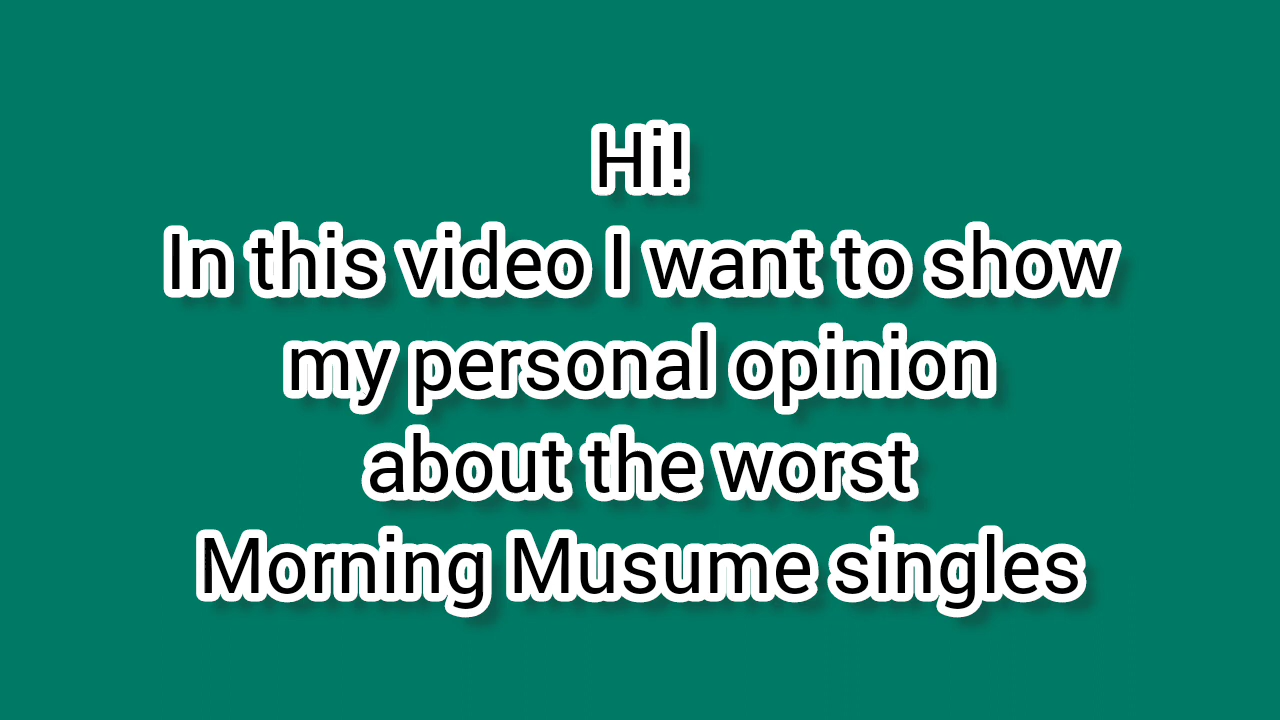 Hi!
In this video I want to show
my personal opinion
about the worst
Morning Musume singles